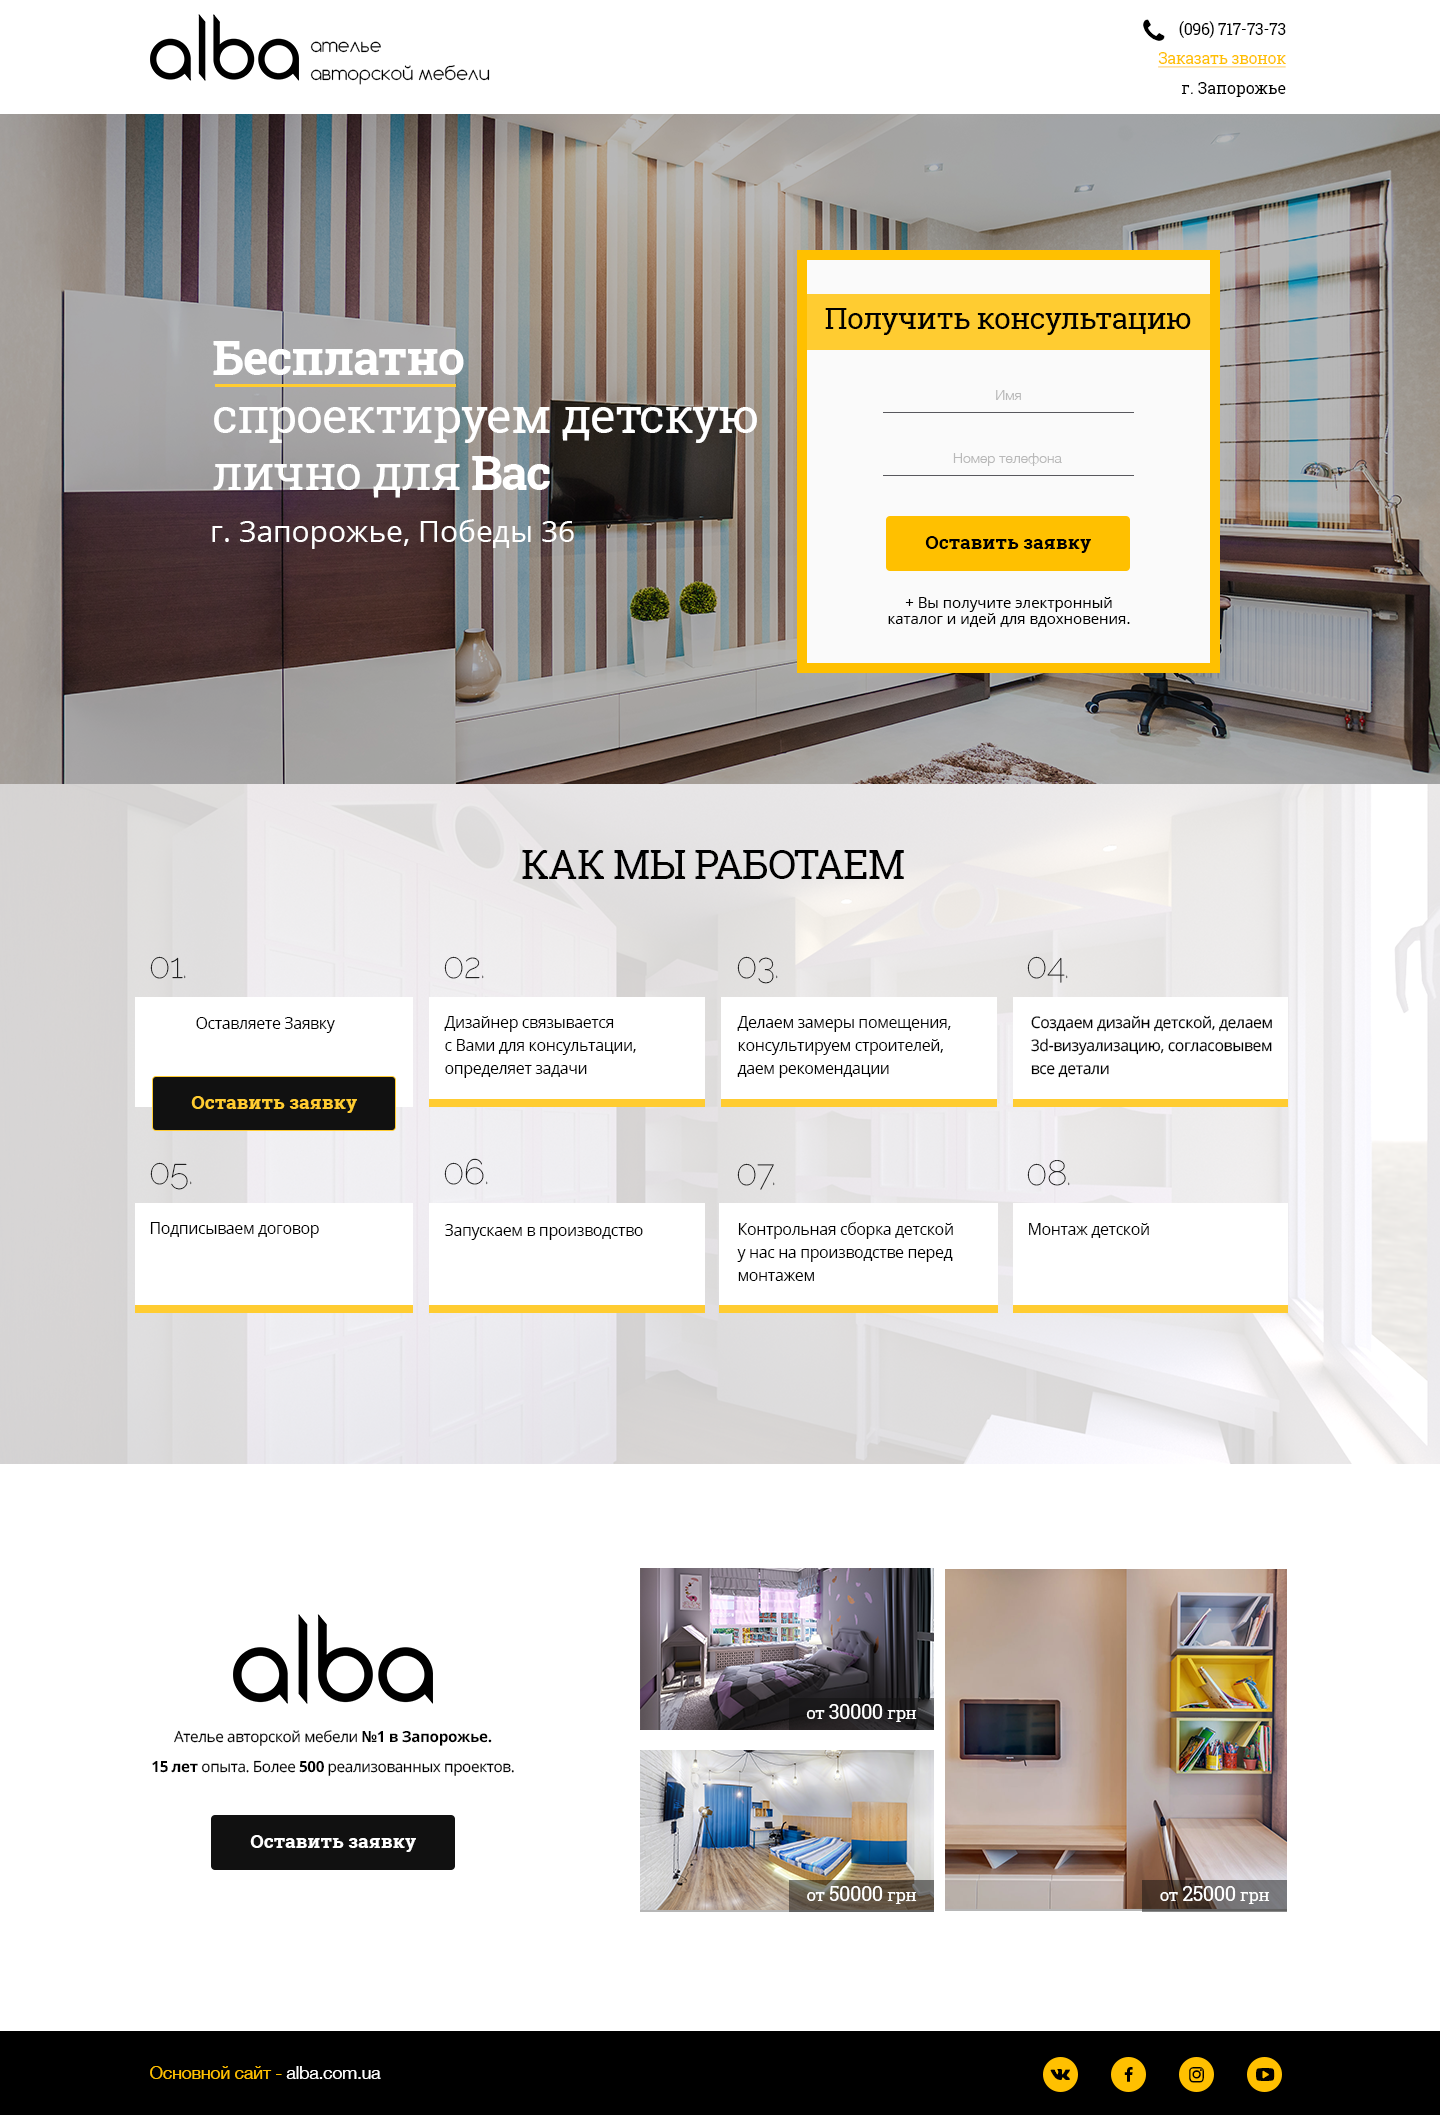 alba
ателье
авторской мебели
(096) 717-73-73
Заказать звонок
г. Запорожье
Бесплатно
спроектируем детскую
лично для Вас
г. Запорожье, Победы 36
Получить консультацию
Имя
Номер телефона
Оставить заявку
+ Вы получите электронный
каталог и идей для вдохновения.
КАК МЫ РАБОТАЕМ
01.
Оставляете Заявку
Оставить заявку
02.
Дизайнер связывается
с Вами для консультации,
определяет задачи
03.
Делаем замеры помещения,
консультируем строителей,
даем рекомендации
04.
Создаем дизайн детской, делаем
3d-визуализацию, согласовывем
все детали
05.
Подписываем договор
06.
Запускаем в производство
07.
Контрольная сборка детской
у нас на производстве перед
монтажем
08.
Монтаж детской
alba
Ателье авторской мебели №1 в Запорожье.
15 лет опыта. Более 500 реализованных проектов.
Оставить заявку
от 30000 грн
от 50000 грн
от 25000 грн
Основной сайт - alba.com.ua